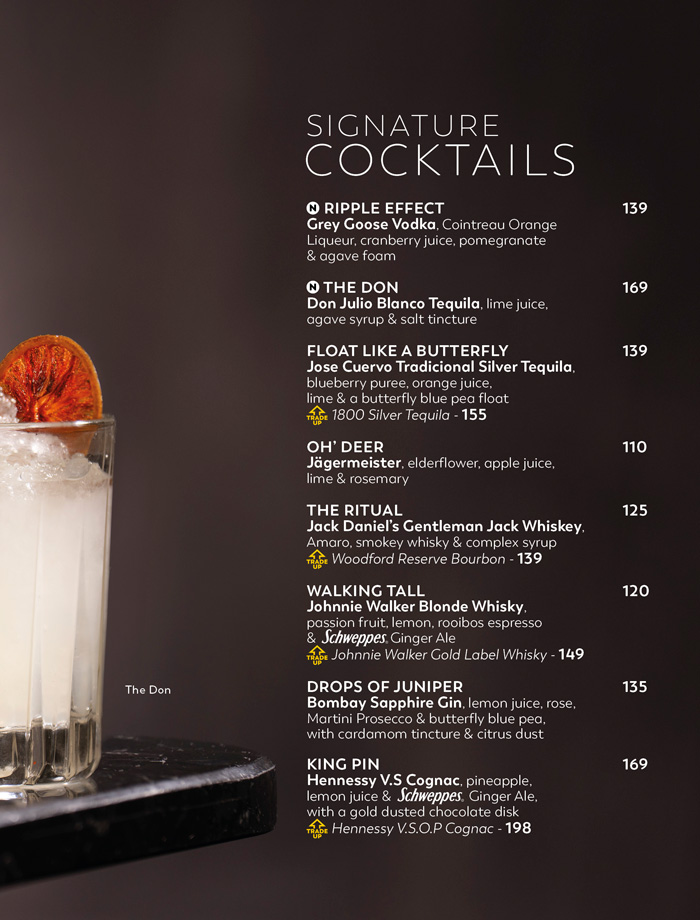 SIGNATURE
COCKTAILS
N RIPPLE EFFECT 139
Grey Goose Vodka, Cointreau Orange
Liqueur, cranberry juice, pomegranate
& agave foam
N THE DON 169
Don Julio Blanco Tequila, lime juice,
agave syrup & salt tincture
FLOAT LIKE A BUTTERFLY 139
Jose Cuervo Tradicional Silver Tequila,
blueberry puree, orange juice,
lime & a butterfly blue pea float
TRADE UP 1800 Silver Tequila - 155
OH' DEER 110
Jägermeister, elderflower, apple juice,
lime & rosemary
THE RITUAL 125
Jack Daniel's Gentleman Jack Whiskey,
Amaro, smokey whisky & complex syrup
TRADE UP Woodford Reserve Bourbon - 139
WALKING TALL 120
Johnnie Walker Blonde Whisky,
passion fruit, lemon, rooibos espresso
& Schweppes Ginger Ale
TRADE UP Johnnie Walker Gold Label Whisky - 149
The Don
DROPS OF JUNIPER 135
Bombay Sapphire Gin, lemon juice, rose,
Martini Prosecco & butterfly blue pea,
with cardamom tincture & citrus dust
KING PIN 169
Hennessy V.S Cognac, pineapple,
lemon juice & Schweppes Ginger Ale,
with a gold dusted chocolate disk
TRADE UP Hennessy V.S.O.P Cognac - 198